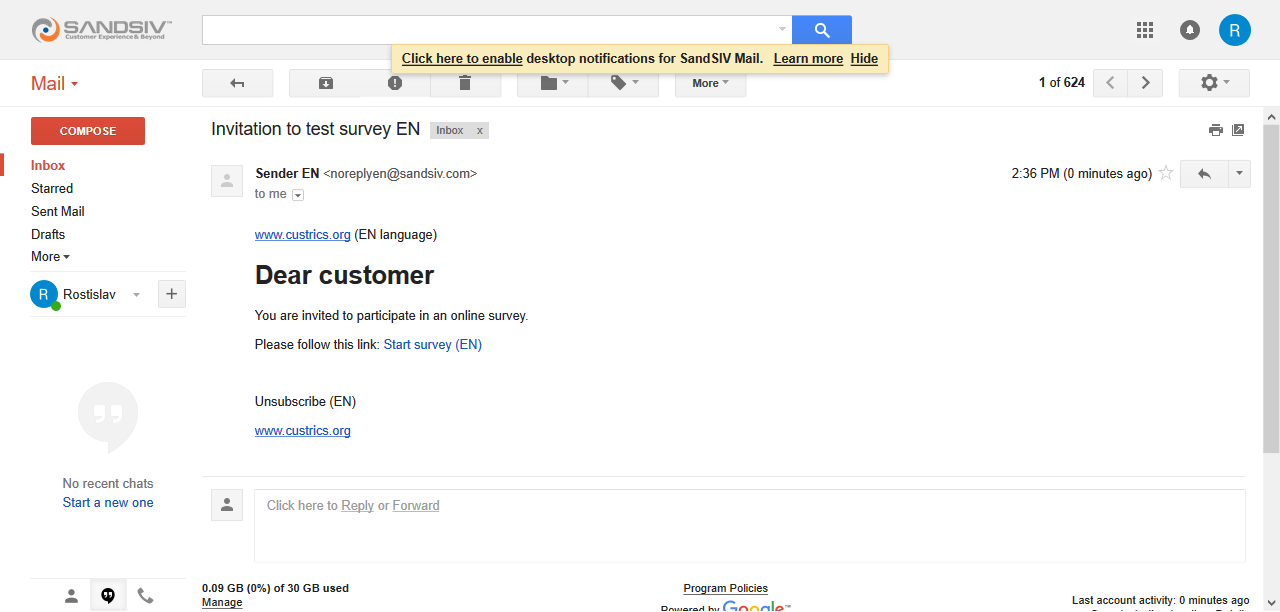 SANDSIV™
Customer Experience & Beyond
R
Click here to enable desktop notifications for SandSIV Mail. Learn more Hide
Mail
More
1 of 624
COMPOSE
Inbox
Starred
Sent Mail
Drafts
More
R Rostislav
No recent chats
Start a new one
Invitation to test survey EN Inbox x
Sender EN <noreplyen@sandsiv.com>
2:36 PM (0 minutes ago)
to me
www.custrics.org (EN language)
Dear customer
You are invited to participate in an online survey.
Please follow this link: Start survey (EN)
Unsubscribe (EN)
www.custrics.org
Click here to Reply or Forward
0.09 GB (0%) of 30 GB used
Manage
Program Policies
Powered by Google™
Last account activity: 0 minutes ago